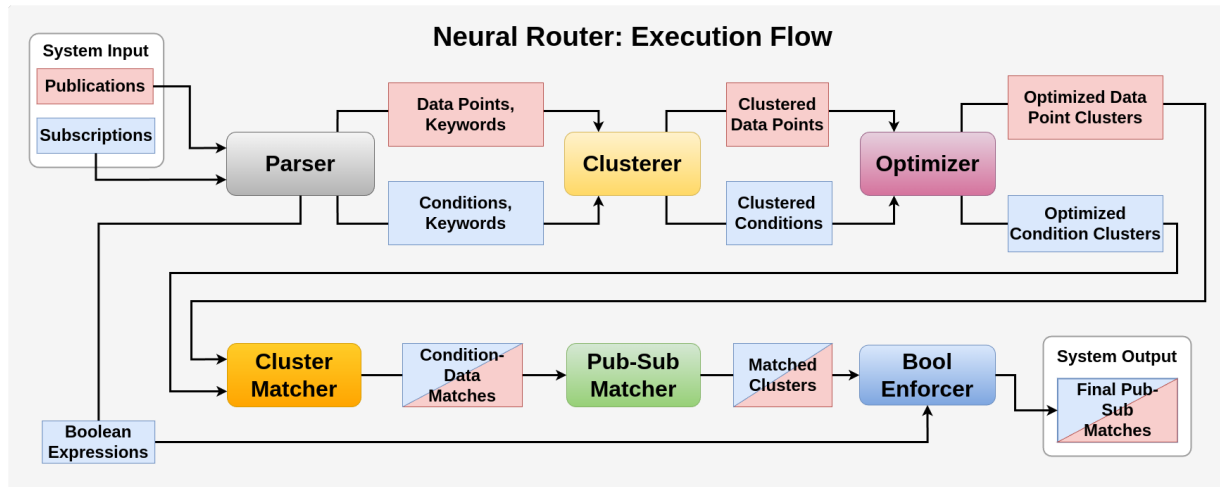 Neural Router: Execution Flow
System Input
Publications
Subscriptions
Parser
Data Points,
Keywords
Conditions,
Keywords
Clusterer
Clustered
Data Points
Clustered
Conditions
Optimizer
Optimized Data
Point Clusters
Optimized
Condition Clusters
Cluster
Matcher
Condition-
Data
Matches
Pub-Sub
Matcher
Matched
Clusters
Bool
Enforcer
System Output
Final Pub-
Sub
Matches
Boolean
Expressions